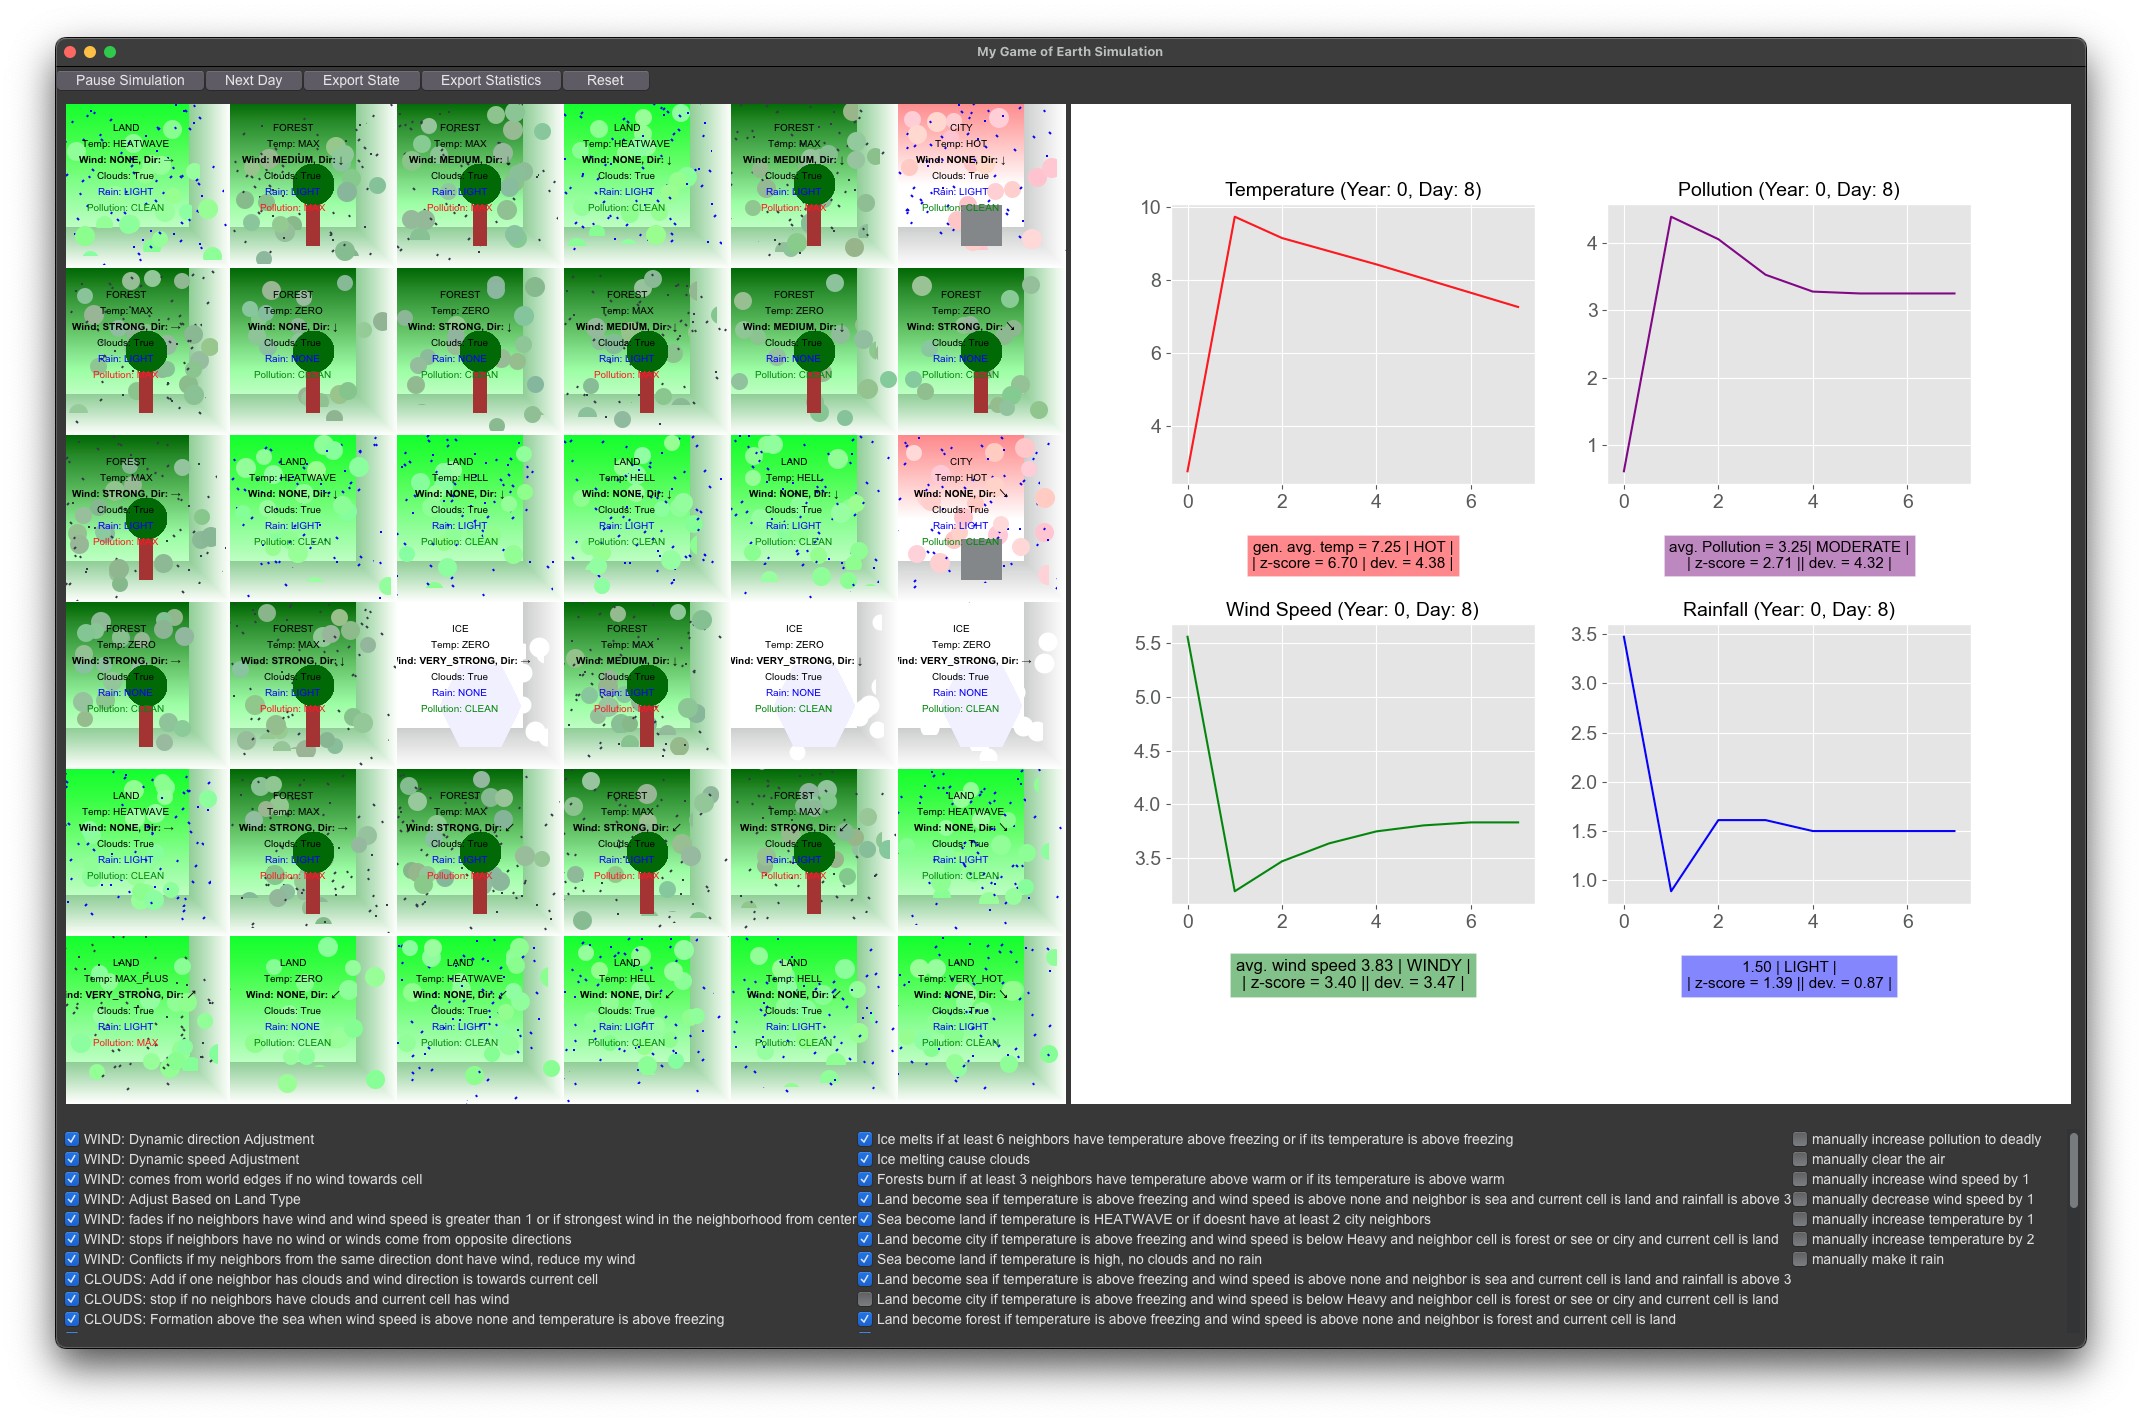 My Game of Earth Simulation
Pause Simulation Next Day Export State Export Statistics Reset
LAND
Temp: HEATWAVE
Wind: NONE, Dir: →
Clouds: True
Rain: LIGHT
Pollution: CLEAN
FOREST
Temp: MAX
Wind: MEDIUM, Dir: ↓
Clouds: True
Rain: LIGHT
Pollution: MAX
FOREST
Temp: MAX
Wind: MEDIUM, Dir: ↓
Clouds: True
Rain: LIGHT
Pollution: MAX
LAND
Temp: HEATWAVE
Wind: NONE, Dir: ↓
Clouds: True
Rain: LIGHT
Pollution: CLEAN
FOREST
Temp: MAX
Wind: MEDIUM, Dir: ↓
Clouds: True
Rain: LIGHT
Pollution: MAX
CITY
Temp: HOT
Wind: NONE, Dir: ↓
Clouds: True
Rain: LIGHT
Pollution: CLEAN
FOREST
Temp: MAX
Wind: STRONG, Dir: →
Clouds: True
Rain: LIGHT
Pollution: MAX
FOREST
Temp: ZERO
Wind: NONE, Dir: ↓
Clouds: True
Rain: NONE
Pollution: CLEAN
FOREST
Temp: ZERO
Wind: STRONG, Dir: ↓
Clouds: True
Rain: NONE
Pollution: CLEAN
FOREST
Temp: MAX
Wind: MEDIUM, Dir: ↓
Clouds: True
Rain: LIGHT
Pollution: MAX
FOREST
Temp: ZERO
Wind: MEDIUM, Dir: ↓
Clouds: True
Rain: NONE
Pollution: CLEAN
FOREST
Temp: ZERO
Wind: STRONG, Dir: ↘
Clouds: True
Rain: NONE
Pollution: CLEAN
FOREST
Temp: MAX
Wind: STRONG, Dir: →
Clouds: True
Rain: LIGHT
Pollution: MAX
LAND
Temp: HEATWAVE
Wind: NONE, Dir: ↓
Clouds: True
Rain: LIGHT
Pollution: CLEAN
LAND
Temp: HELL
Wind: NONE, Dir: ↓
Clouds: True
Rain: LIGHT
Pollution: CLEAN
LAND
Temp: HELL
Wind: NONE, Dir: ↓
Clouds: True
Rain: LIGHT
Pollution: CLEAN
LAND
Temp: HELL
Wind: NONE, Dir: ↓
Clouds: True
Rain: LIGHT
Pollution: CLEAN
CITY
Temp: HOT
Wind: NONE, Dir: ↘
Clouds: True
Rain: LIGHT
Pollution: CLEAN
FOREST
Temp: ZERO
Wind: STRONG, Dir: →
Clouds: True
Rain: NONE
Pollution: CLEAN
FOREST
Temp: MAX
Wind: STRONG, Dir: ↓
Clouds: True
Rain: LIGHT
Pollution: MAX
ICE
Temp: ZERO
Wind: VERY_STRONG, Dir: →
Clouds: True
Rain: NONE
Pollution: CLEAN
FOREST
Temp: MAX
Wind: MEDIUM, Dir: ↓
Clouds: True
Rain: LIGHT
Pollution: MAX
ICE
Temp: ZERO
Wind: VERY_STRONG, Dir: ↓
Clouds: True
Rain: NONE
Pollution: CLEAN
ICE
Temp: ZERO
Wind: VERY_STRONG, Dir: →
Clouds: True
Rain: NONE
Pollution: CLEAN
LAND
Temp: HEATWAVE
Wind: NONE, Dir: →
Clouds: True
Rain: LIGHT
Pollution: CLEAN
FOREST
Temp: MAX
Wind: STRONG, Dir: →
Clouds: True
Rain: LIGHT
Pollution: MAX
FOREST
Temp: MAX
Wind: STRONG, Dir: ↙
Clouds: True
Rain: LIGHT
Pollution: MAX
FOREST
Temp: MAX
Wind: STRONG, Dir: ↙
Clouds: True
Rain: LIGHT
Pollution: MAX
FOREST
Temp: MAX
Wind: STRONG, Dir: ↙
Clouds: True
Rain: LIGHT
Pollution: MAX
LAND
Temp: HEATWAVE
Wind: NONE, Dir: ↘
Clouds: True
Rain: LIGHT
Pollution: CLEAN
LAND
Temp: MAX_PLUS
nd: VERY_STRONG, Dir: ↗
Clouds: True
Rain: LIGHT
Pollution: MAX
LAND
Temp: ZERO
Wind: NONE, Dir: ↙
Clouds: True
Rain: NONE
Pollution: CLEAN
LAND
Temp: HEATWAVE
Wind: NONE, Dir: ↙
Clouds: True
Rain: LIGHT
Pollution: CLEAN
LAND
Temp: HELL
Wind: NONE, Dir: ↙
Clouds: True
Rain: LIGHT
Pollution: CLEAN
LAND
Temp: HELL
Wind: NONE, Dir: ↙
Clouds: True
Rain: LIGHT
Pollution: CLEAN
LAND
Temp: VERY_HOT
Wind: NONE, Dir: ↘
Clouds: True
Rain: LIGHT
Pollution: CLEAN
Temperature (Year: 0, Day: 8)
10
8
6
4
0 2 4 6
gen. avg. temp = 7.25 | HOT |
| z-score = 6.70 | dev. = 4.38 |
Pollution (Year: 0, Day: 8)
4
3
2
1
0 2 4 6
avg. Pollution = 3.25| MODERATE |
| z-score = 2.71 || dev. = 4.32 |
Wind Speed (Year: 0, Day: 8)
5.5
5.0
4.5
4.0
3.5
0 2 4 6
avg. wind speed 3.83 | WINDY |
| z-score = 3.40 || dev. = 3.47 |
Rainfall (Year: 0, Day: 8)
3.5
3.0
2.5
2.0
1.5
1.0
0 2 4 6
1.50 | LIGHT |
| z-score = 1.39 || dev. = 0.87 |
WIND: Dynamic direction Adjustment
WIND: Dynamic speed Adjustment
WIND: comes from world edges if no wind towards cell
WIND: Adjust Based on Land Type
WIND: fades if no neighbors have wind and wind speed is greater than 1 or if strongest wind in the neighborhood from center
WIND: stops if neighbors have no wind or winds come from opposite directions
WIND: Conflicts if my neighbors from the same direction dont have wind, reduce my wind
CLOUDS: Add if one neighbor has clouds and wind direction is towards current cell
CLOUDS: stop if no neighbors have clouds and current cell has wind
CLOUDS: Formation above the sea when wind speed is above none and temperature is above freezing
Ice melts if at least 6 neighbors have temperature above freezing or if its temperature is above freezing
Ice melting cause clouds
Forests burn if at least 3 neighbors have temperature above warm or if its temperature is above warm
Land become sea if temperature is above freezing and wind speed is above none and neighbor is sea and current cell is land and rainfall is above 3
Sea become land if temperature is HEATWAVE or if doesnt have at least 2 city neighbors
Land become city if temperature is above freezing and wind speed is below Heavy and neighbor cell is forest or see or ciry and current cell is land
Sea become land if temperature is high, no clouds and no rain
Land become sea if temperature is above freezing and wind speed is above none and neighbor is sea and current cell is land and rainfall is above 3
Land become city if temperature is above freezing and wind speed is below Heavy and neighbor cell is forest or see or ciry and current cell is land
Land become forest if temperature is above freezing and wind speed is above none and neighbor is forest and current cell is land
manually increase pollution to deadly
manually clear the air
manually increase wind speed by 1
manually decrease wind speed by 1
manually increase temperature by 1
manually increase temperature by 2
manually make it rain